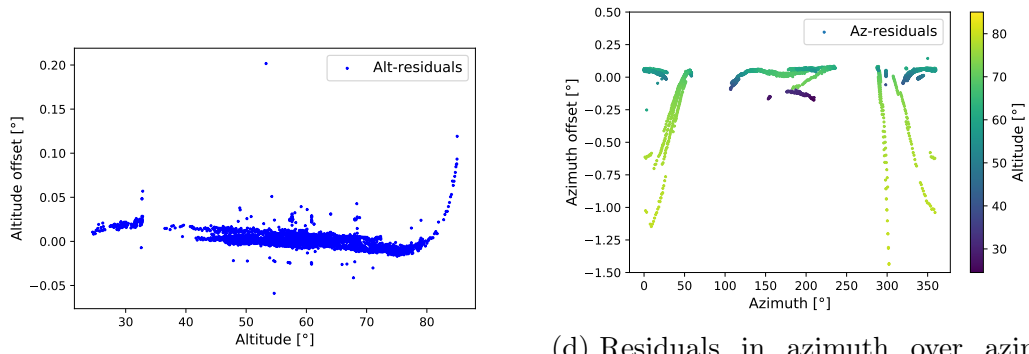 0.20
0.15
0.10
0.05
0.00
−0.05
Altitude offset [°]
30 40 50 60 70 80
Altitude [°]
Alt-residuals
0.50
0.25
0.00
−0.25
−0.50
−0.75
−1.00
−1.25
−1.50
Azimuth offset [°]
0 50 100 150 200 250 300 350
Azimuth [°]
Az-residuals
80
70
60
50
40
30
Altitude [°]
(d) Residuals in azimuth over